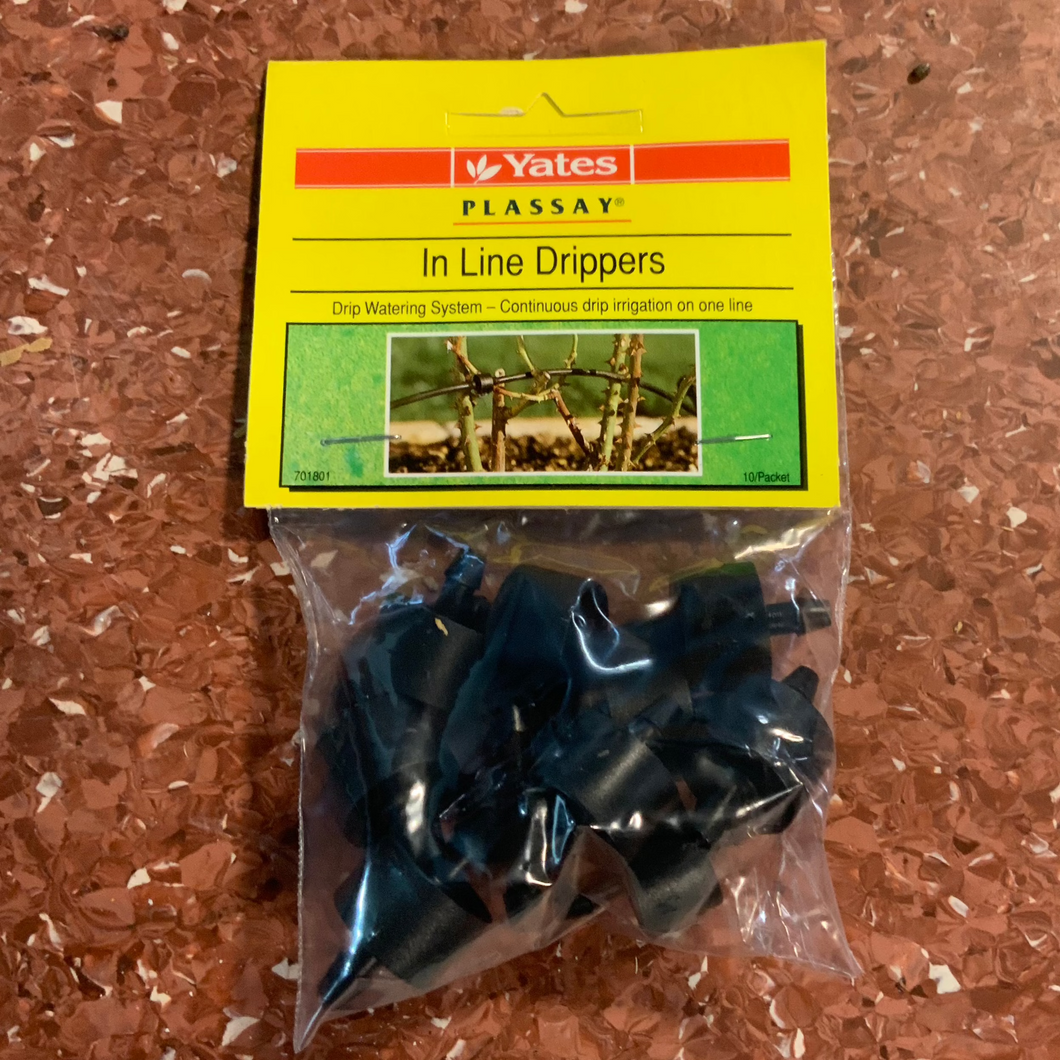 Yates
PLASSAY®
In Line Drippers
Drip Watering System – Continuous drip irrigation on one line
701801
10/Packet